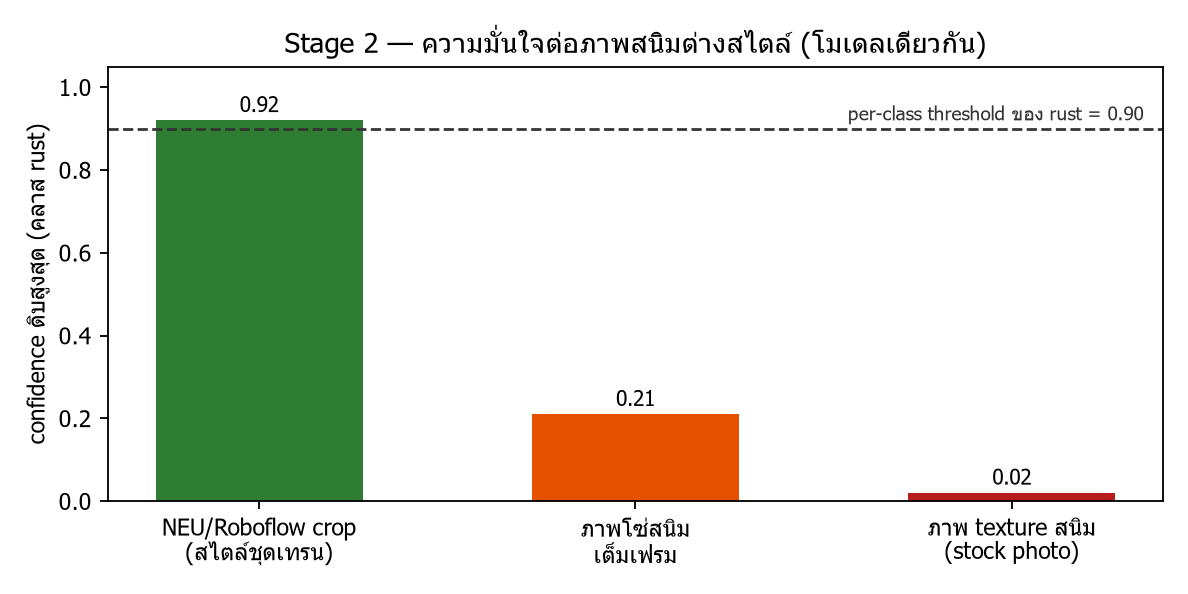 Stage 2 — ความมั่นใจต่อภาพสนิมต่างสไตล์ (โมเดลเดียวกัน)
confidence ดิบสูงสุด (คลาส rust)
1.0
0.8
0.6
0.4
0.2
0.0
0.92
per-class threshold ของ rust = 0.90
0.21
0.02
NEU/Roboflow crop
(สไตล์ชุดเทรน)
ภาพโซ่สนิม
เต็มเฟรม
ภาพ texture สนิม
(stock photo)